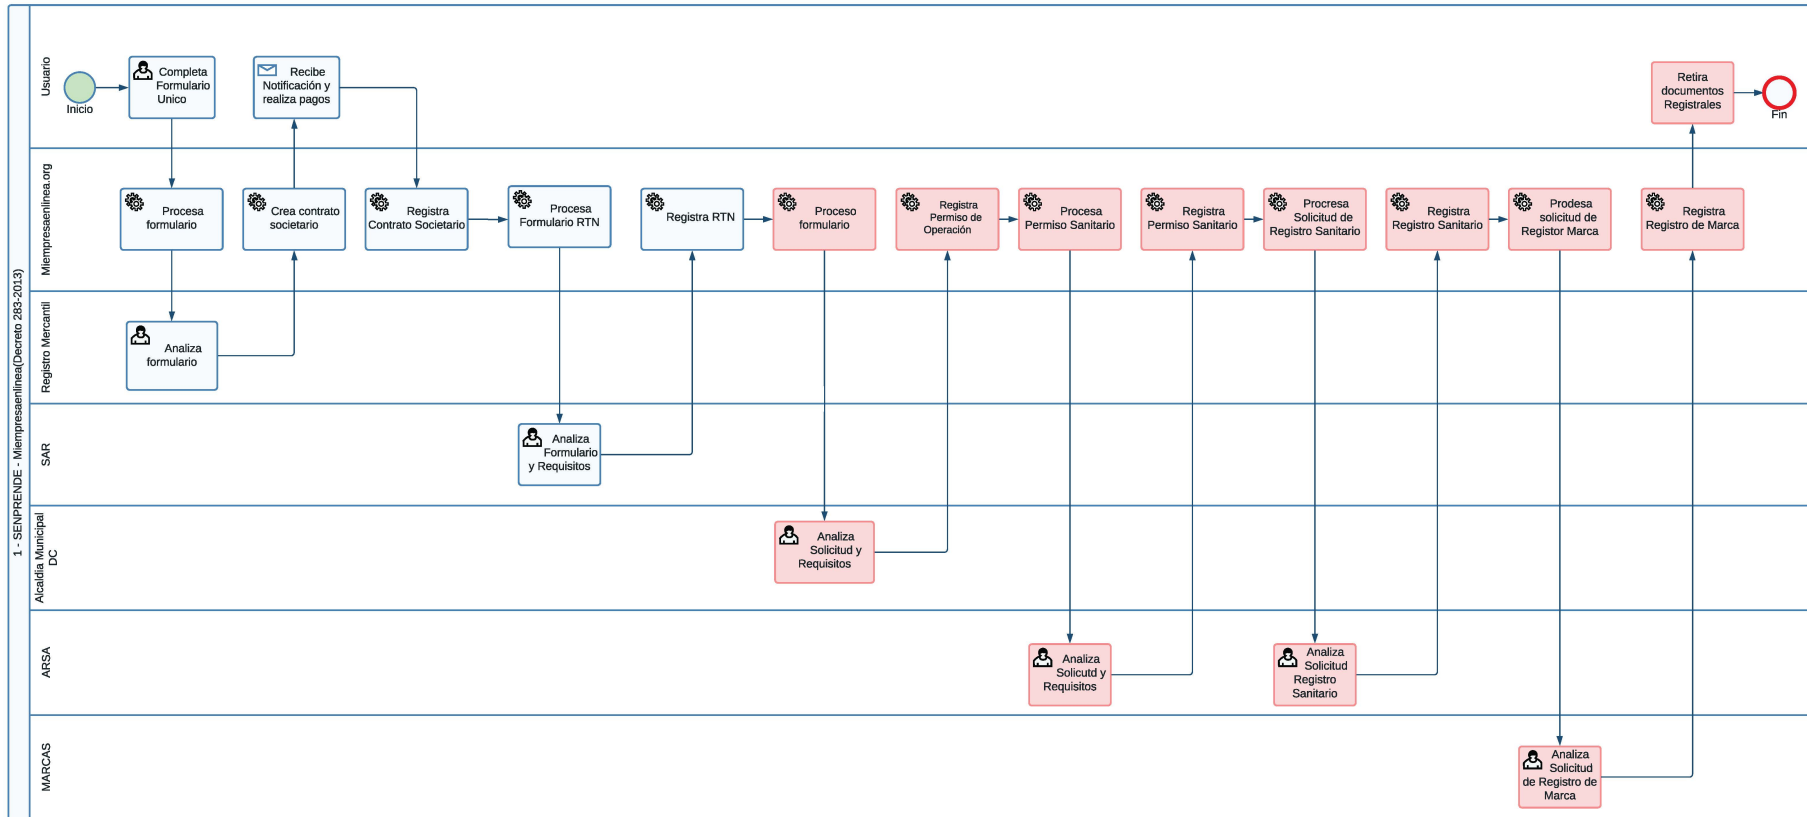 1 - SENPRENDE - Miempresaenlinea(Decreto 283-2013)
Usuario
Inicio
Completa
Formulario
Unico
Recibe
Notificación y
realiza pagos
Retira
documentos
Registrales
Fin
Miempresaenlinea.org
Procesa
formulario
Crea contrato
societario
Registra
Contrato Societario
Procesa
Formulario RTN
Registra RTN
Proceso
formulario
Registra
Permiso de
Operación
Procesa
Permiso Sanitario
Registra
Permiso Sanitario
Procresa
Solicitud de
Registro Sanitario
Registra
Registro Sanitario
Prodesa
solicitud de
Registor Marca
Registra
Registro de Marca
Registro Mercantil
Analiza
formulario
SAR
Analiza
Formulario
y Requisitos
Alcaldía Municipal
DC
Analiza
Solicitud y
Requisitos
ARSA
Analiza
Solicutd y
Requisitos
Analiza
Solicitud
Registro
Sanitario
MARCAS
Analiza
Solicitud
de Registro de
Marca